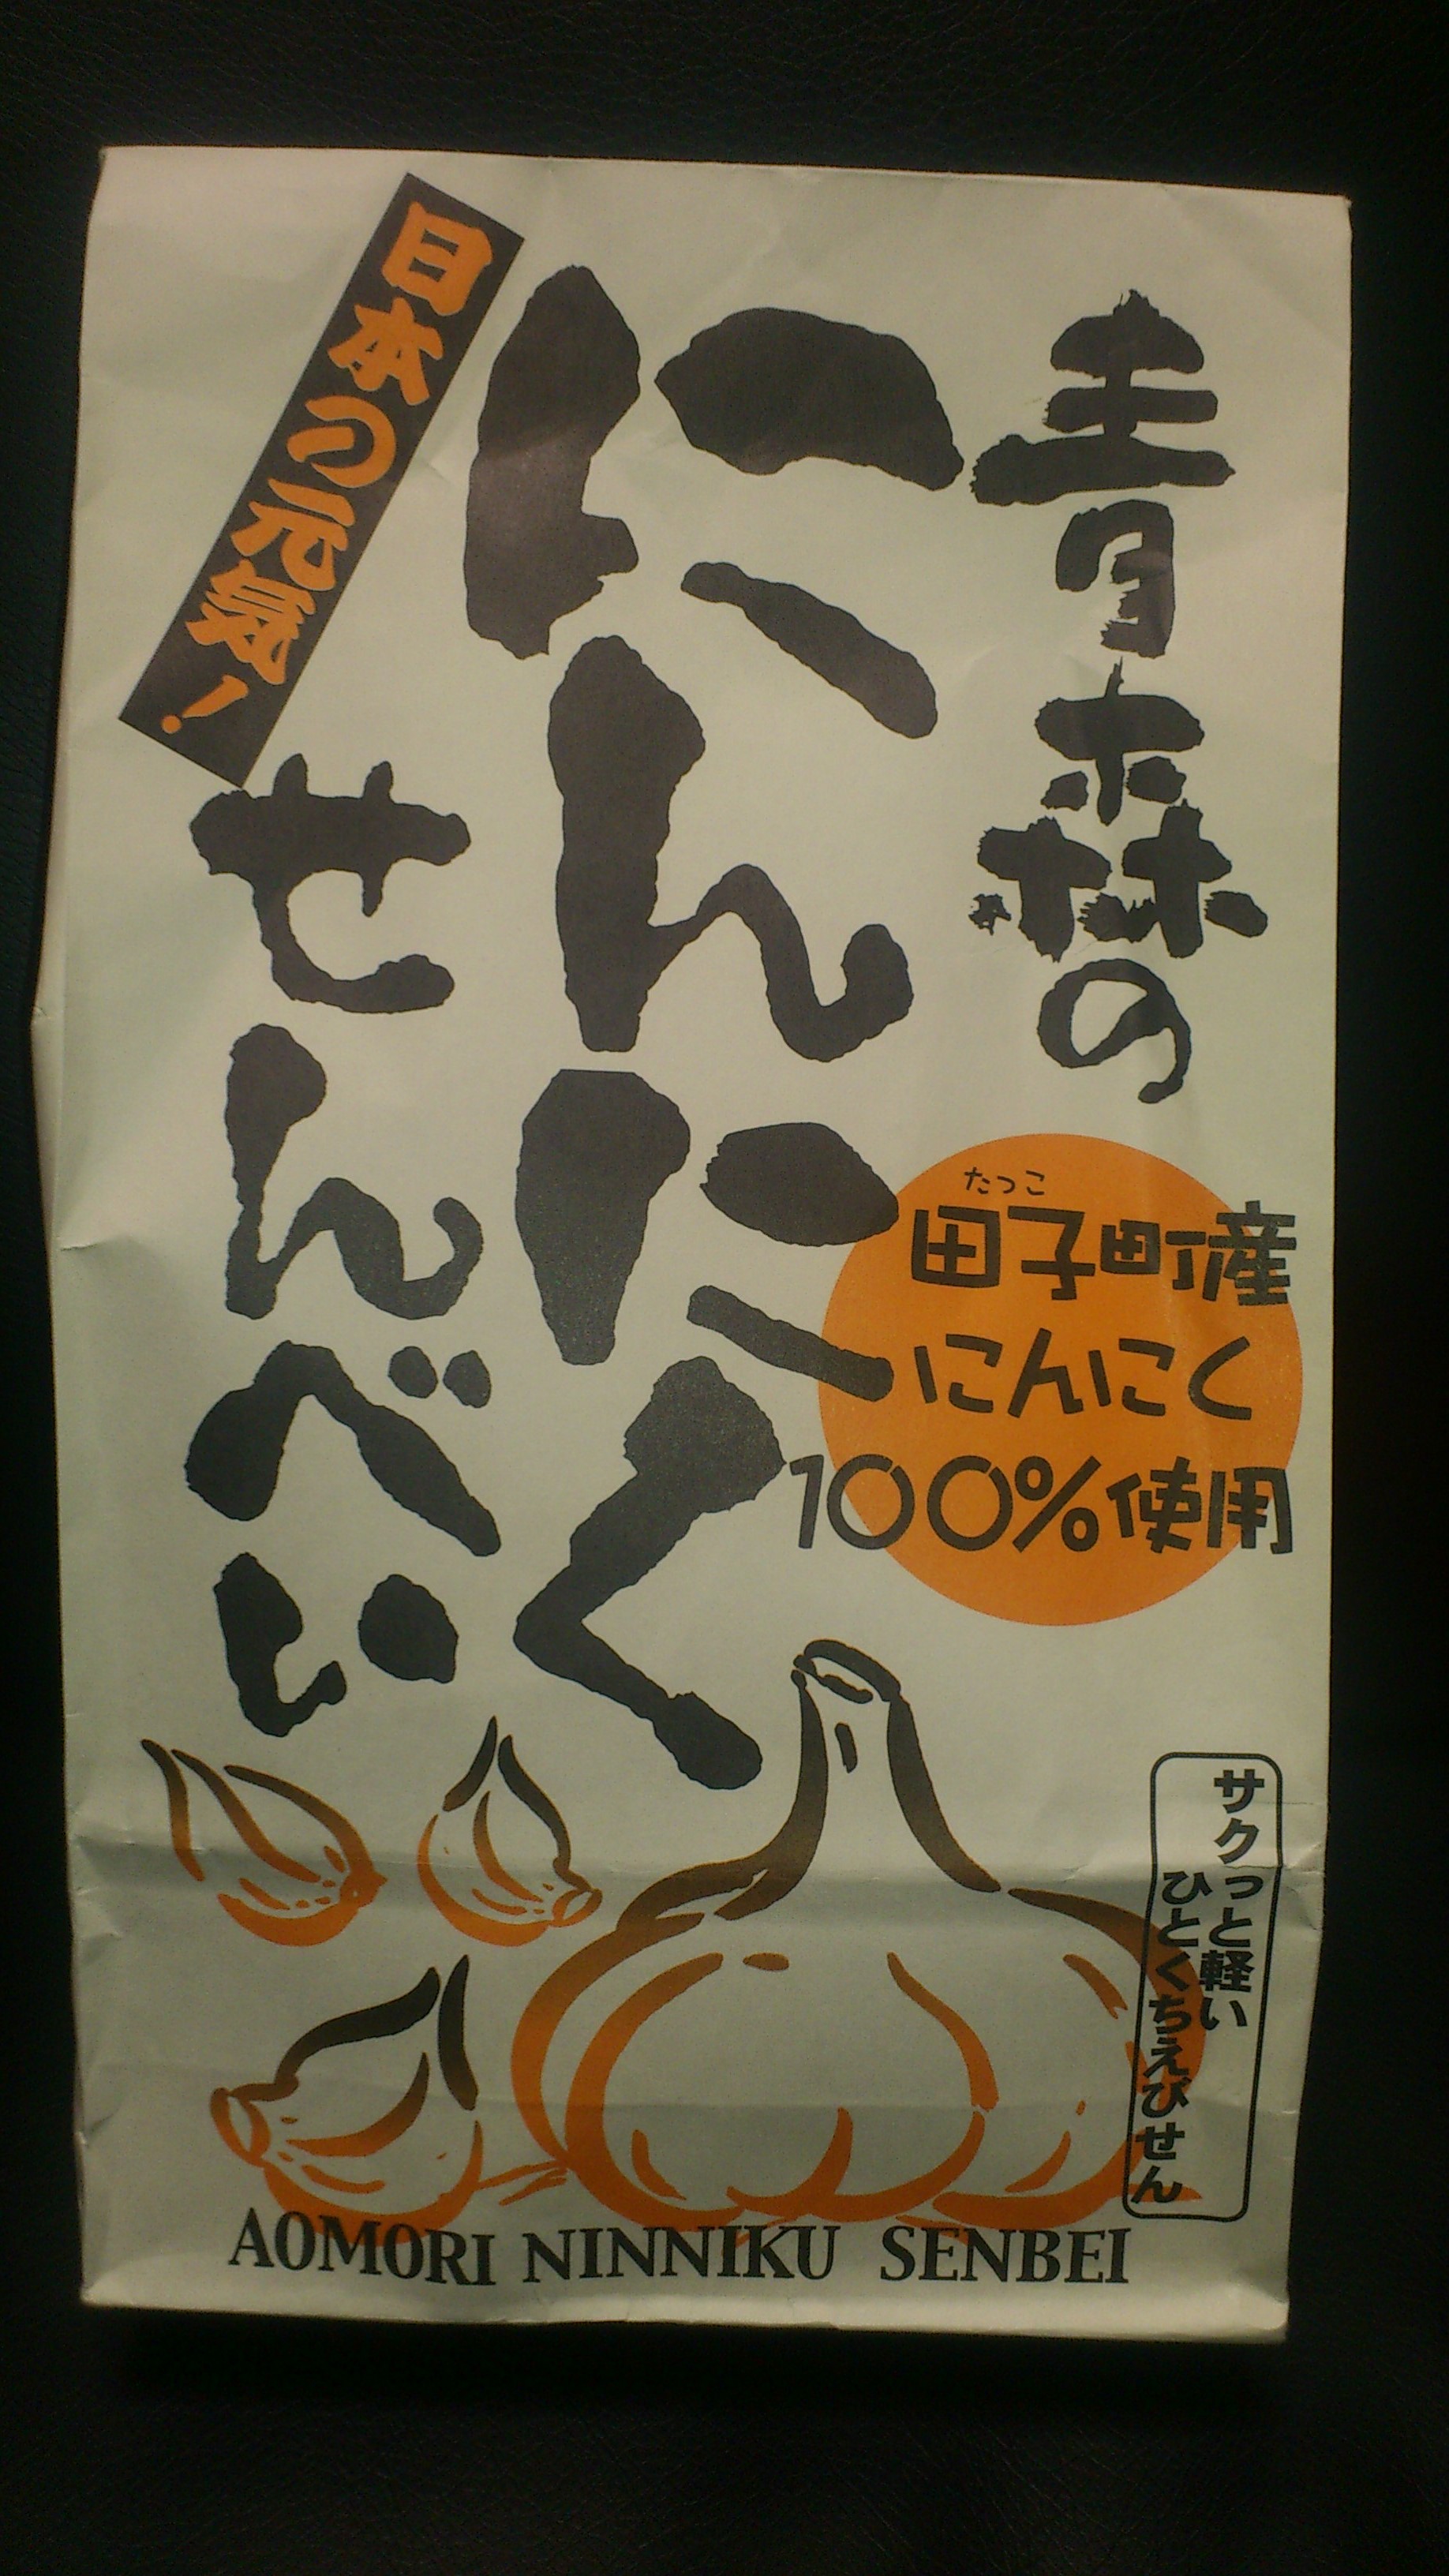 青森の
にんにく
せんべい
日本の元気!
たっこ
田子町産
にんにく
100%使用
サクっと軽い
ひとくちえびせん
AOMORI NINNIKU SENBEI